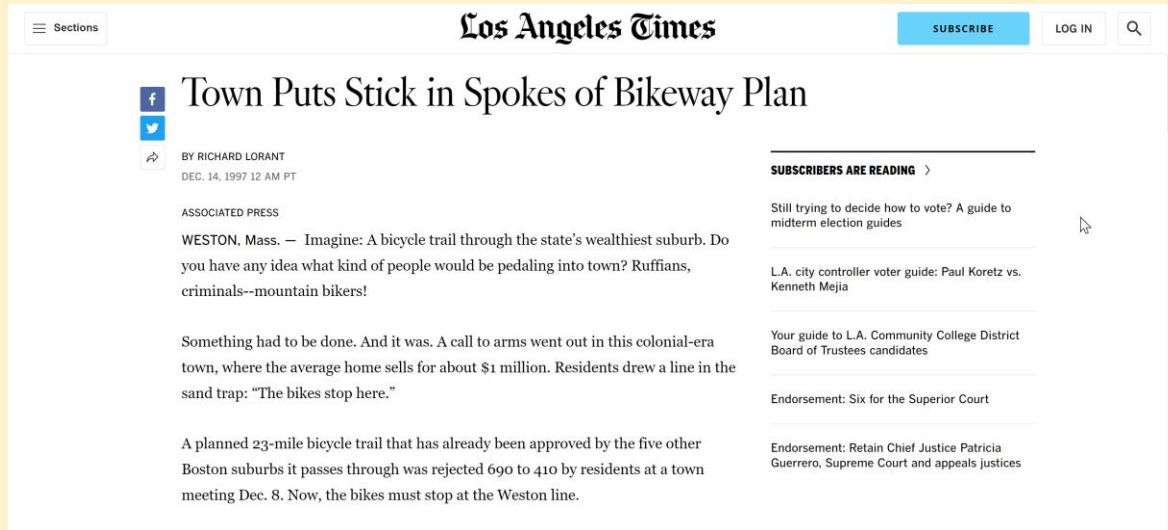 Sections
Los Angeles Times
SUBSCRIBE
LOG IN
Town Puts Stick in Spokes of Bikeway Plan
BY RICHARD LORANT
DEC. 14, 1997 12 AM PT
ASSOCIATED PRESS
WESTON, Mass. — Imagine: A bicycle trail through the state's wealthiest suburb. Do
you have any idea what kind of people would be pedaling into town? Ruffians,
criminals--mountain bikers!
Something had to be done. And it was. A call to arms went out in this colonial-era
town, where the average home sells for about $1 million. Residents drew a line in the
sand trap: “The bikes stop here.”
A planned 23-mile bicycle trail that has already been approved by the five other
Boston suburbs it passes through was rejected 690 to 410 by residents at a town
meeting Dec. 8. Now, the bikes must stop at the Weston line.
SUBSCRIBERS ARE READING
Still trying to decide how to vote? A guide to
midterm election guides
L.A. city controller voter guide: Paul Koretz vs.
Kenneth Mejia
Your guide to L.A. Community College District
Board of Trustees candidates
Endorsement: Six for the Superior Court
Endorsement: Retain Chief Justice Patricia
Guerrero, Supreme Court and appeals justices